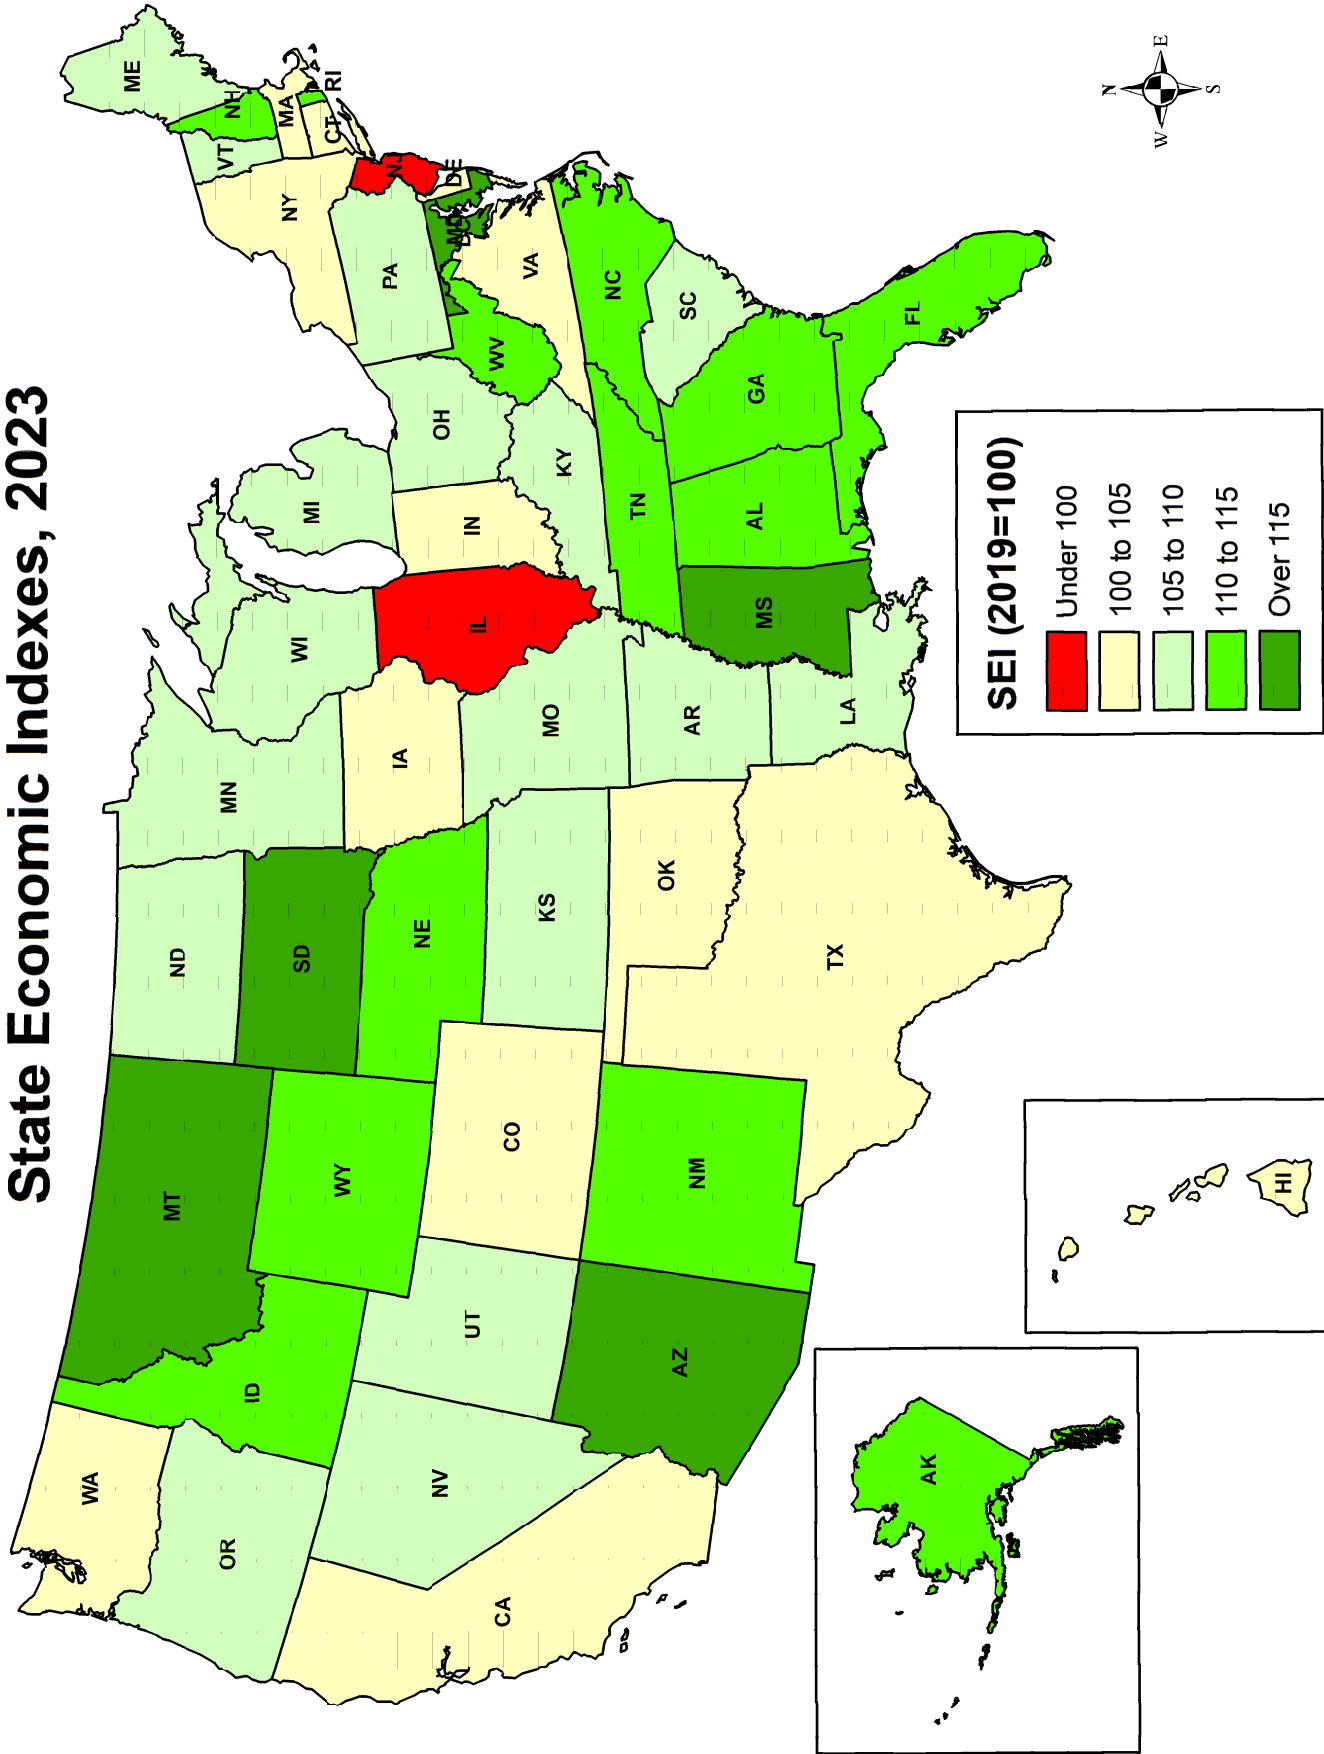 State Economic Indexes, 2023
WA
MT
ND
MN
ME
VT
NH
OR
ID
SD
WI
MI
NY
MA
CT
RI
WY
NE
IA
PA
NJ
NV
UT
CO
KS
IL
IN
OH
WV
MD
DC
DE
CA
AZ
NM
OK
MO
KY
VA
TX
AR
TN
NC
LA
MS
AL
GA
SC
FL
AK
HI
SEI (2019=100)
Under 100
100 to 105
105 to 110
110 to 115
Over 115
N
W
E
S